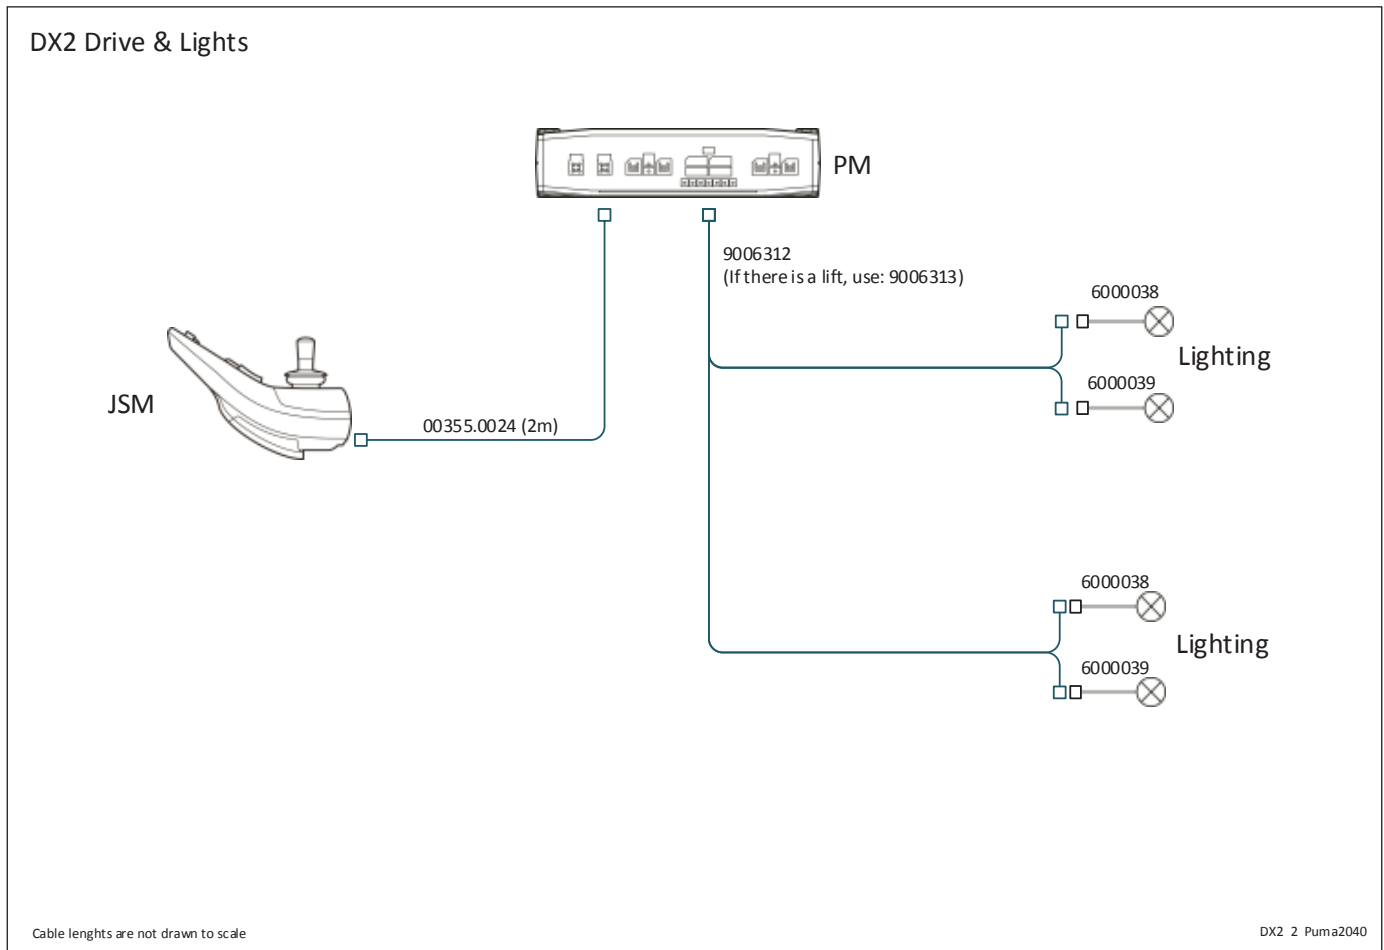 DX2 Drive & Lights
PM
9006312
(If there is a lift, use: 9006313)
6000038
Lighting
6000039
JSM
00355.0024 (2m)
6000038
Lighting
6000039
Cable lenghts are not drawn to scale
DX2 2 Puma2040